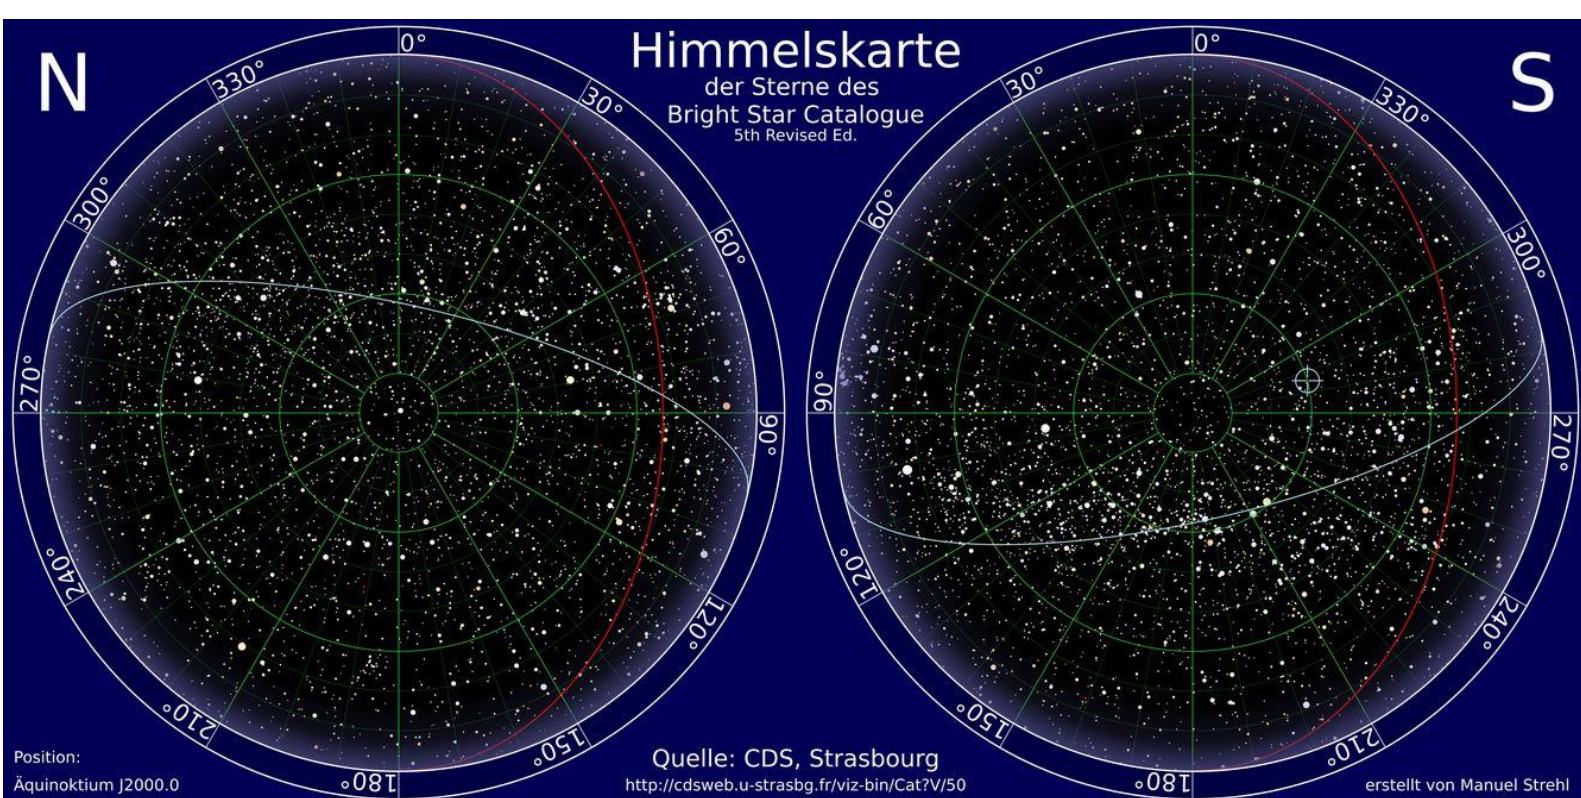 N
Himmelskarte
der Sterne des
Bright Star Catalogue
5th Revised Ed.
S
0°
30°
60°
90°
120°
150°
180°
210°
240°
270°
300°
330°
0°
330°
300°
270°
240°
210°
180°
150°
120°
90°
60°
30°
Position:
Äquinoktium J2000.0
Quelle: CDS, Strasbourg
http://cdsweb.u-strasbg.fr/viz-bin/Cat?V/50
erstellt von Manuel Strehl